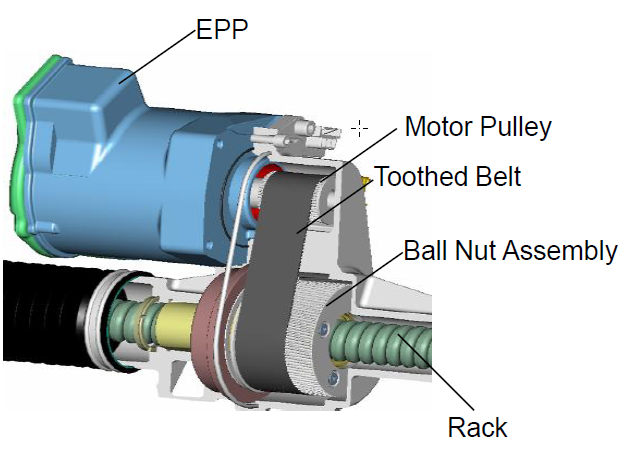 EPP
Motor Pulley
Toothed Belt
Ball Nut Assembly
Rack